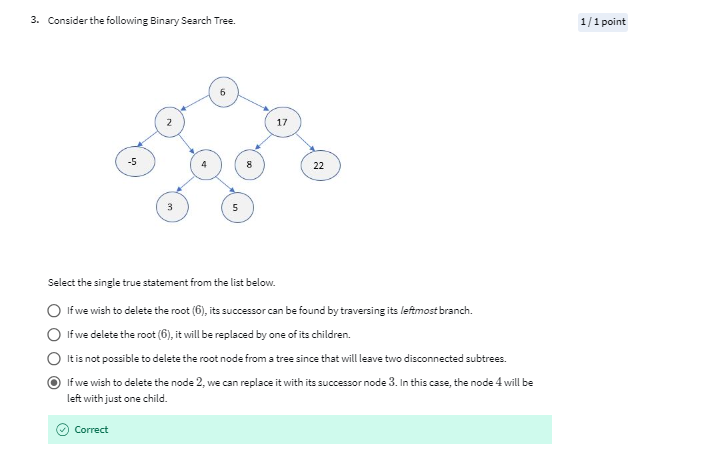 3. Consider the following Binary Search Tree.
1 / 1 point
6
2
17
-5
4
8
22
3
5
Select the single true statement from the list below.
If we wish to delete the root (6), its successor can be found by traversing its leftmost branch.
If we delete the root (6), it will be replaced by one of its children.
It is not possible to delete the root node from a tree since that will leave two disconnected subtrees.
If we wish to delete the node 2, we can replace it with its successor node 3. In this case, the node 4 will be
left with just one child.
Correct